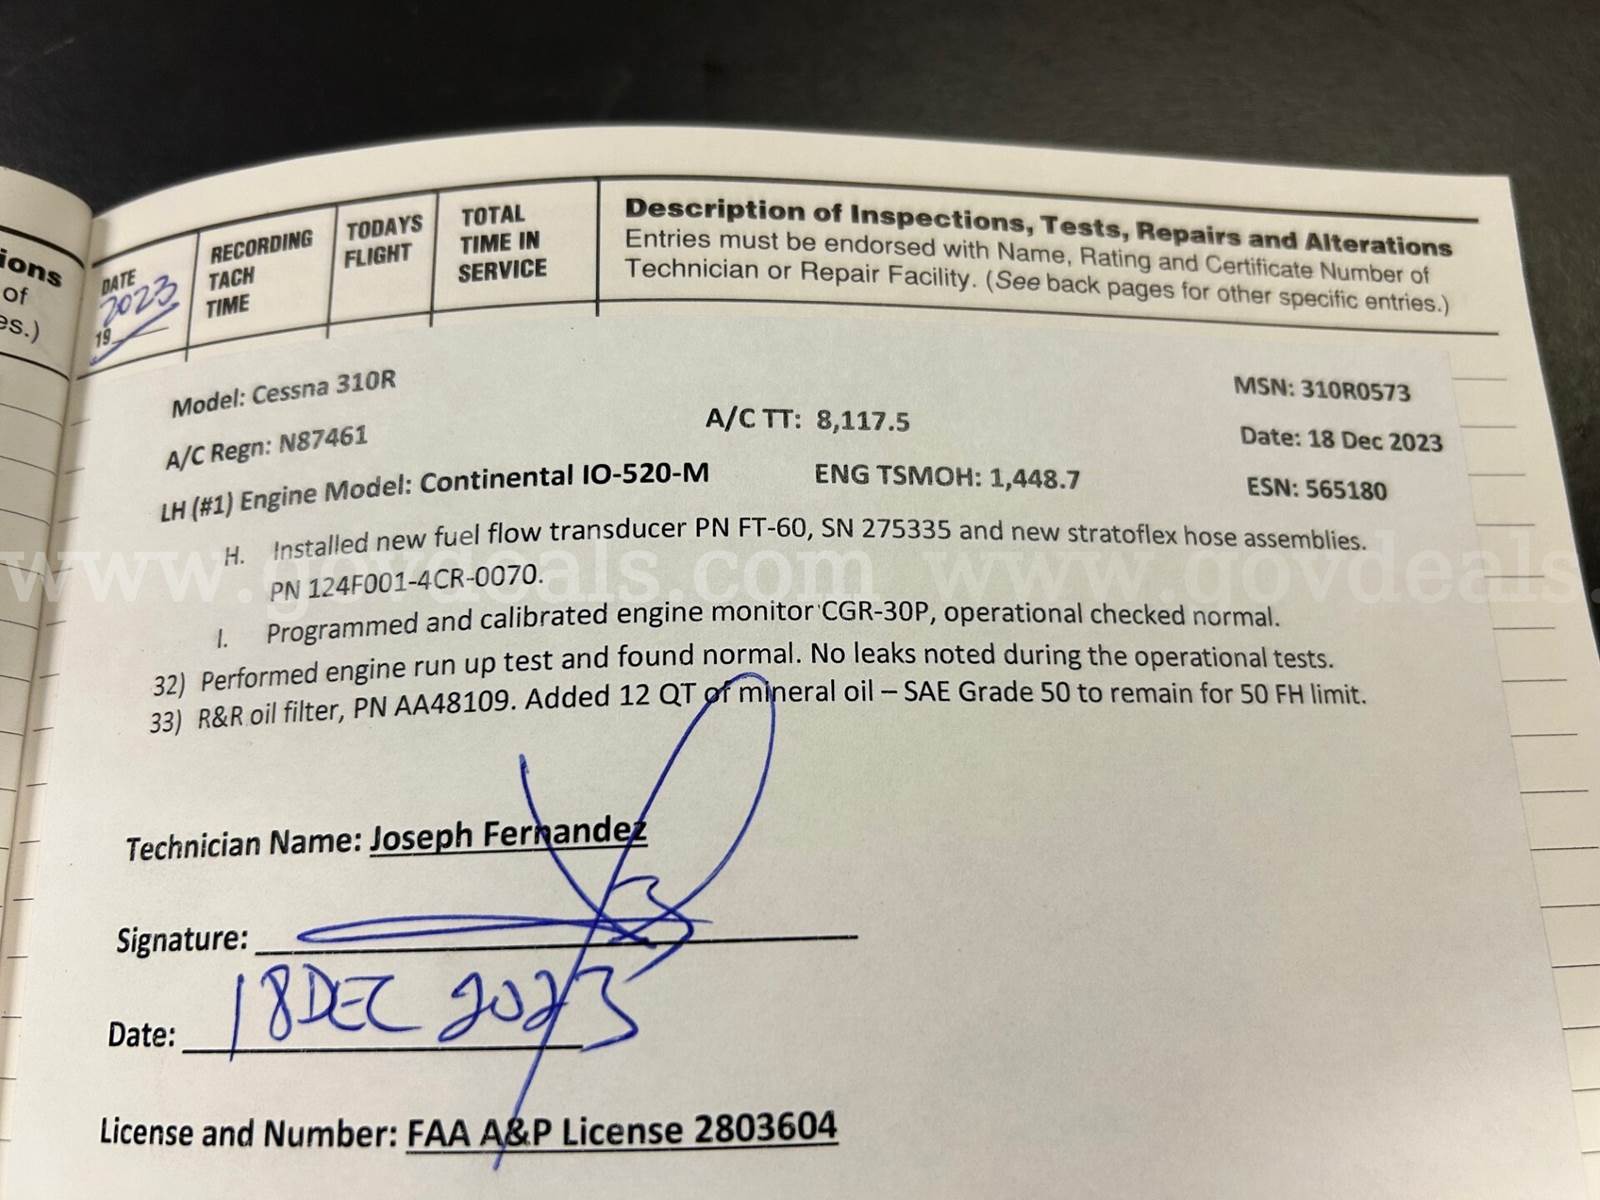 ions
of
es.)
DATE
2023
19
RECORDING
TACH
TIME
TODAYS
FLIGHT
TOTAL
TIME IN
SERVICE
Description of Inspections, Tests, Repairs and Alterations
Entries must be endorsed with Name, Rating and Certificate Number of
Technician or Repair Facility. (See back pages for other specific entries.)
Model: Cessna 310R
MSN: 310R0573
A/C Regn: N87461
A/C TT: 8,117.5
Date: 18 Dec 2023
LH (#1) Engine Model: Continental IO-520-M
ENG TSMOH: 1,448.7
ESN: 565180
H. Installed new fuel flow transducer PN FT-60, SN 275335 and new stratoflex hose assemblies.
PN 124F001-4CR-0070.
www.govdeals.com www.govdeals.
I. Programmed and calibrated engine monitor CGR-30P, operational checked normal.
32) Performed engine run up test and found normal. No leaks noted during the operational tests.
33) R&R oil filter, PN AA48109. Added 12 QT of mineral oil – SAE Grade 50 to remain for 50 FH limit.
Technician Name: Joseph Fernandez
Signature:
Date: 18 DEC 2023
License and Number: FAA A&P License 2803604